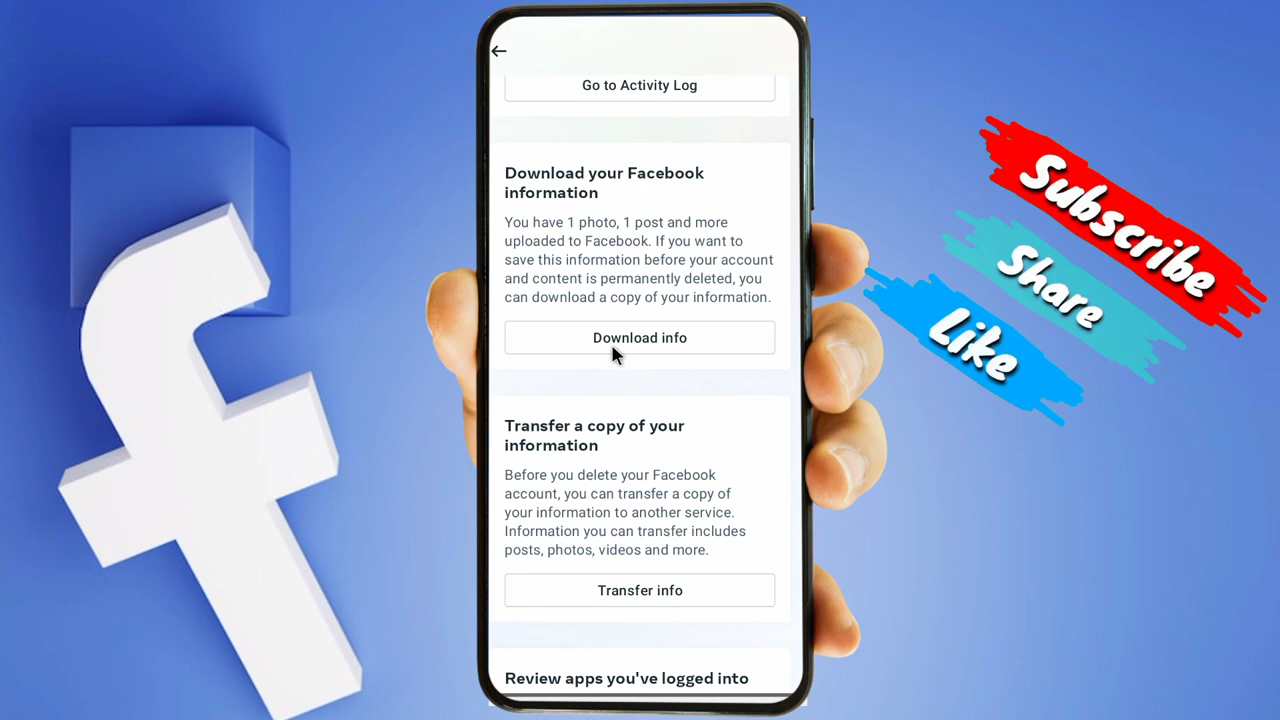 Go to Activity Log
Download your Facebook
information
You have 1 photo, 1 post and more
uploaded to Facebook. If you want to
save this information before your account
and content is permanently deleted, you
can download a copy of your information.
Download info
Transfer a copy of your
information
Before you delete your Facebook
account, you can transfer a copy of
your information to another service.
Information you can transfer includes
posts, photos, videos and more.
Transfer info
Review apps you've logged into
Subscribe
Share
Like